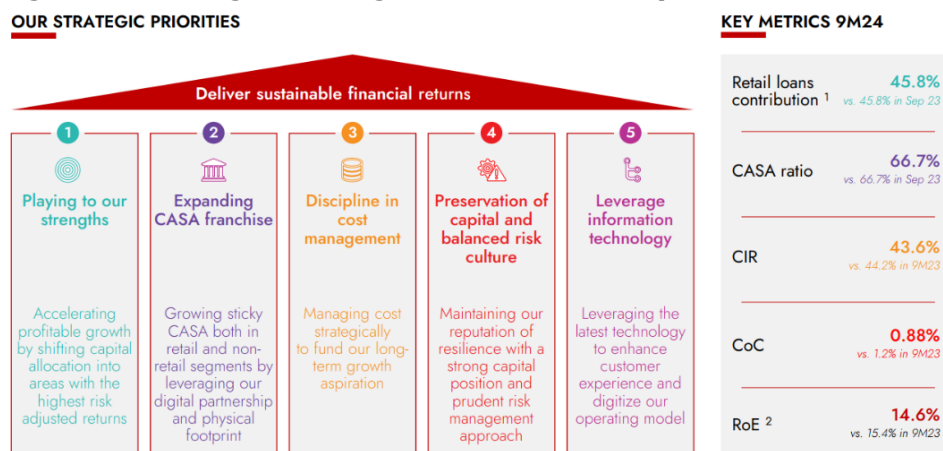 OUR STRATEGIC PRIORITIES
Deliver sustainable financial returns
1
Playing to our
strengths
Accelerating
profitable growth
by shifting capital
allocation into
areas with the
highest risk
adjusted returns
2
Expanding
CASA franchise
Growing sticky
CASA both in
retail and non-
retail segments by
leveraging our
digital partnership
and physical
footprint
3
Discipline in
cost
management
Managing cost
strategically
to fund our long-
term growth
aspiration
4
Preservation of
capital and
balanced risk
culture
Maintaining our
reputation of
resilience with a
strong capital
position and
prudent risk
management
approach
5
Leverage
information
technology
Leveraging the
latest technology
to enhance
customer
experience and
digitize our
operating model
KEY METRICS 9M24
Retail loans
contribution 1
45.8%
vs. 45.8% in Sep 23
CASA ratio
66.7%
vs. 66.7% in Sep 23
CIR
43.6%
vs. 44.2% in 9M23
CoC
0.88%
vs. 1.2% in 9M23
RoE 2
14.6%
vs. 15.4% in 9M23